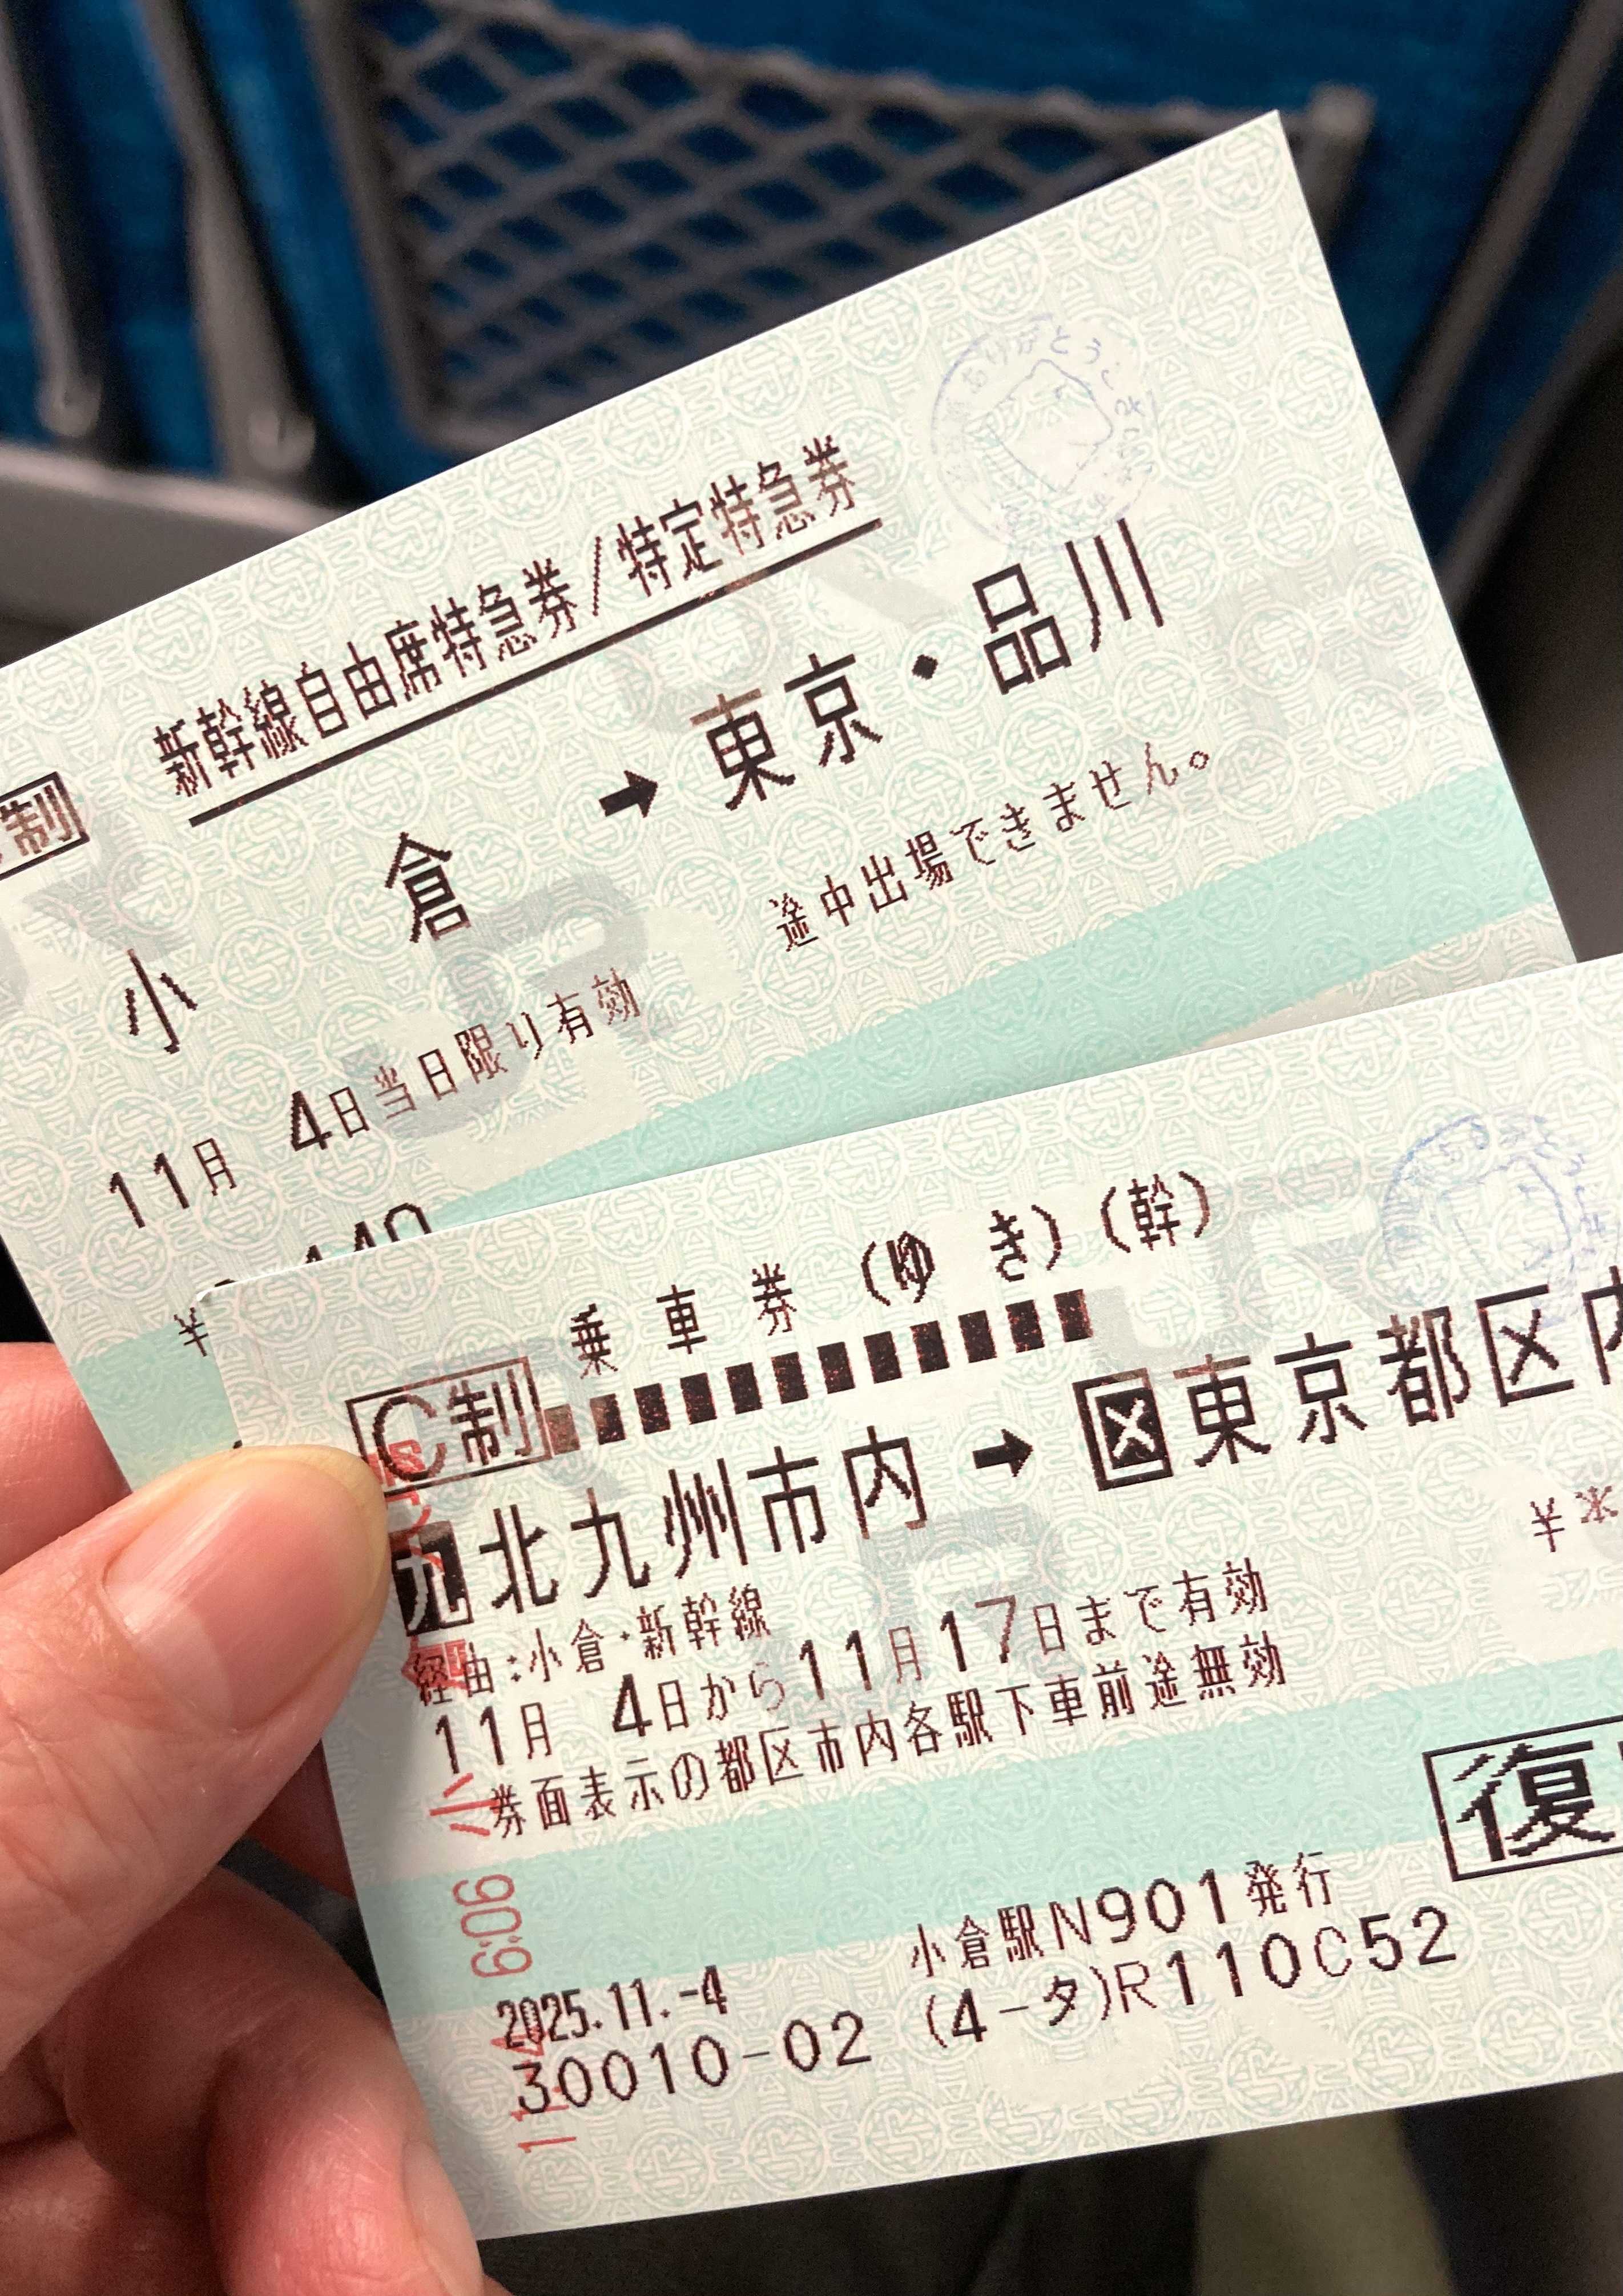 新幹線自由席特急券/特定特急券
制
小倉 → 東京・品川
11月 4日当日限り有効 途中出場できません。
¥
乗車券 (ゆき) (幹)
C制
九 北九州市内 → 区 東京都区内
経由:小倉・新幹線
¥
11月 4日から11月17日まで有効
券面表示の都区市内各駅下車前途無効
復
2025.11.-4 小倉駅N901発行
30010-02 (4-タ)R110C52
小
6:06